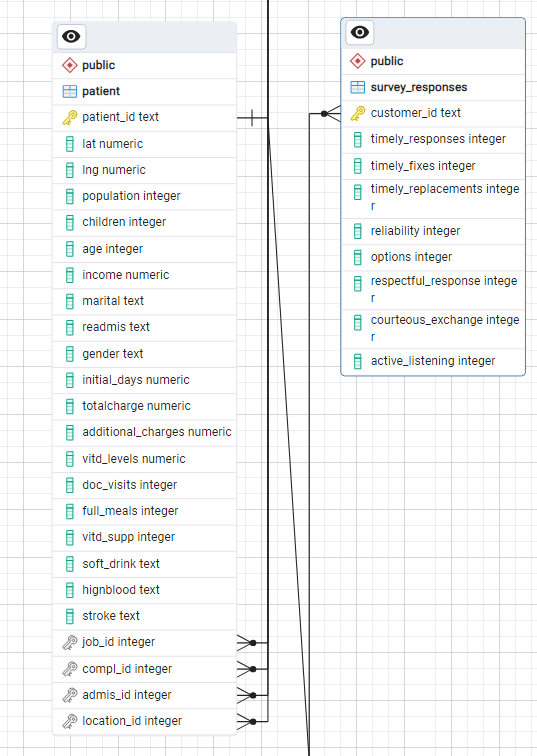 public
patient
patient_id text
lat numeric
lng numeric
population integer
children integer
age integer
income numeric
marital text
readmis text
gender text
initial_days numeric
totalcharge numeric
additional_charges numeric
vitd_levels numeric
doc_visits integer
full_meals integer
vitd_supp integer
soft_drink text
hignblood text
stroke text
job_id integer
compl_id integer
admis_id integer
location_id integer
public
survey_responses
customer_id text
timely_responses integer
timely_fixes integer
timely_replacements intege
r
reliability integer
options integer
respectful_response intege
r
courteous_exchange intege
r
active_listening integer